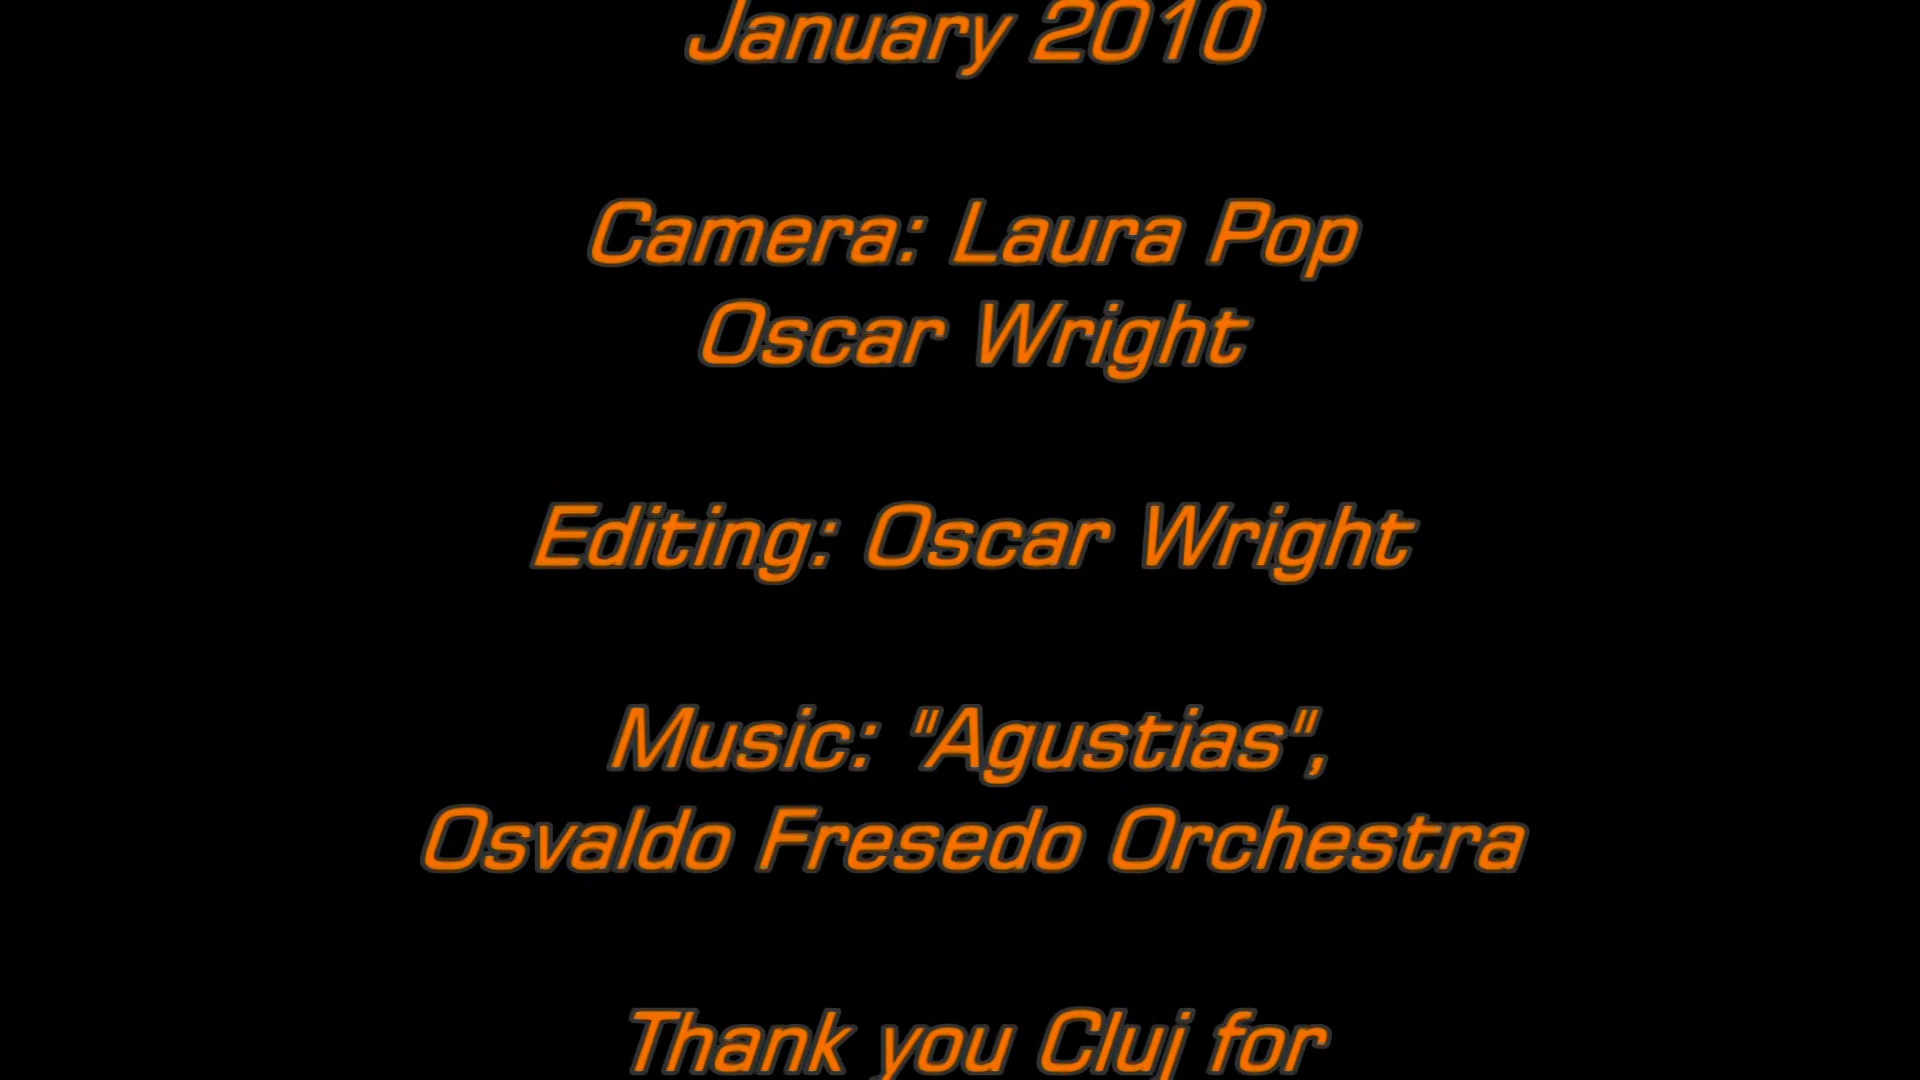 January 2010
Camera: Laura Pop
Oscar Wright
Editing: Oscar Wright
Music: "Agustias",
Osvaldo Fresedo Orchestra
Thank you Cluj for